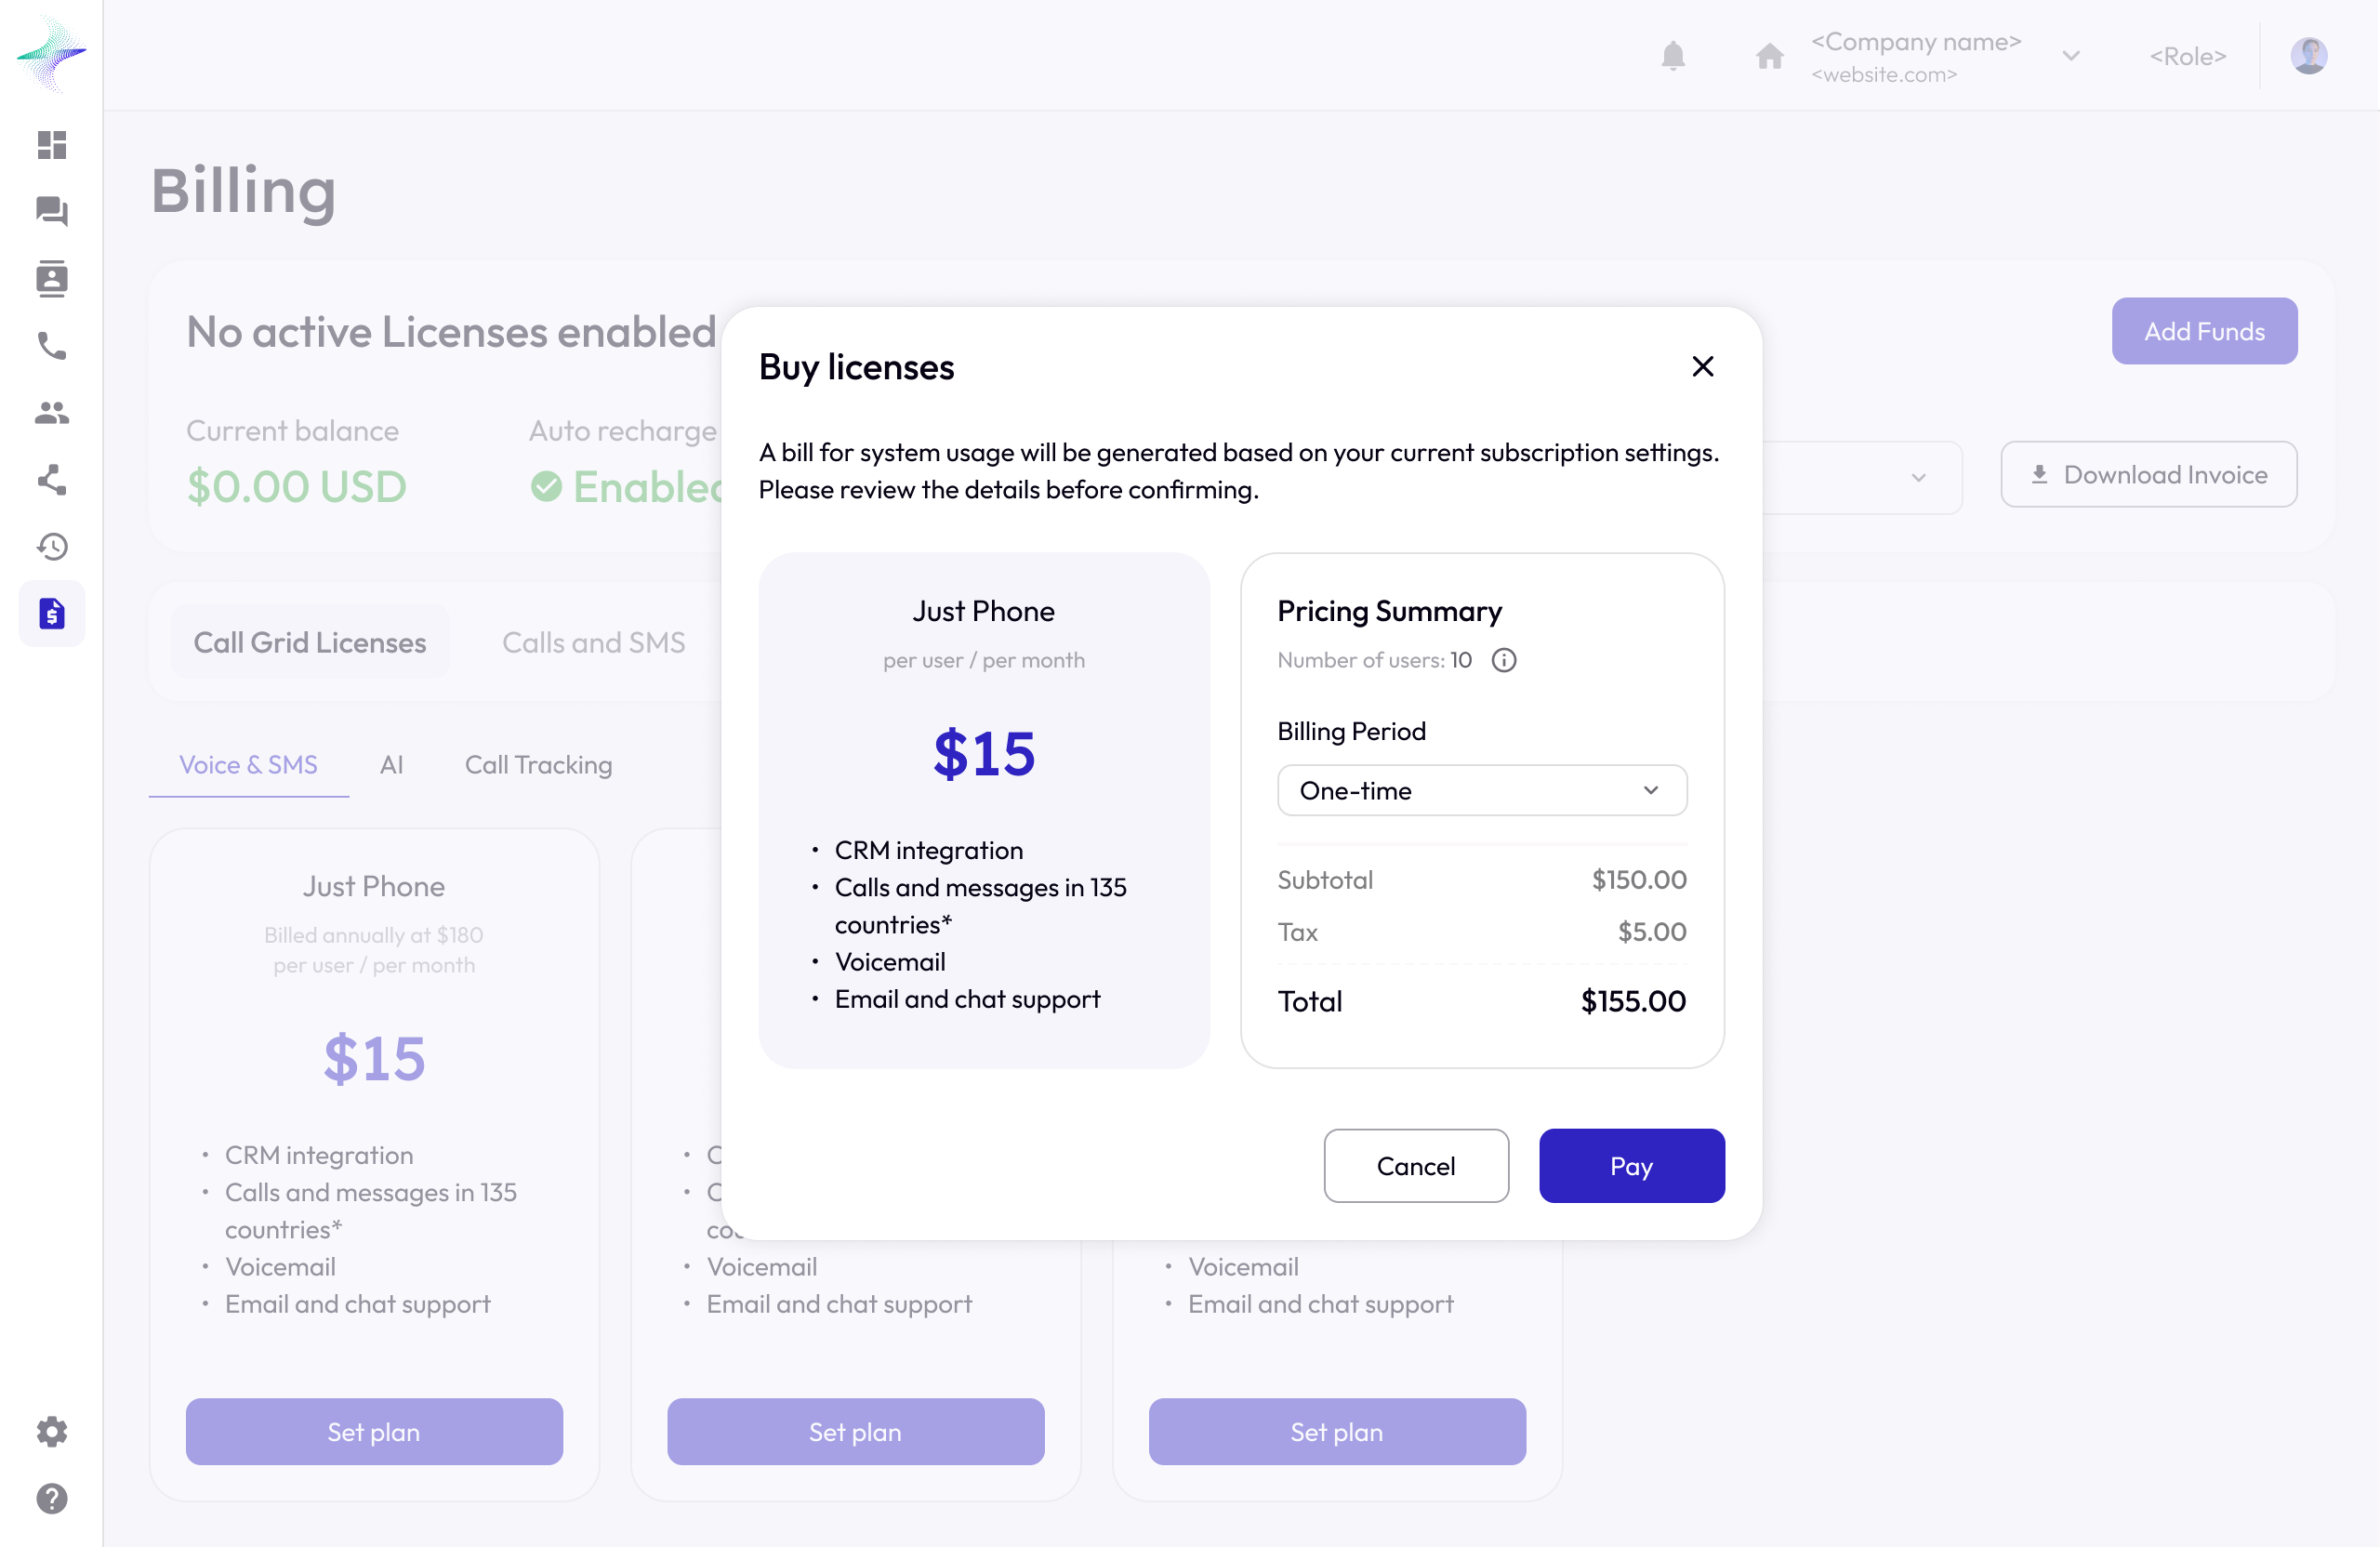 <Company name>
<website.com>
<Role>
Billing
No active Licenses enabled
Add Funds
Current balance
$0.00 USD
Auto recharge
Enabled
Download Invoice
Call Grid Licenses
Calls and SMS
Voice & SMS
AI
Call Tracking
Just Phone
Billed annually at $180
per user / per month
$15
• CRM integration
• Calls and messages in 135
countries*
• Voicemail
• Email and chat support
Set plan
• Voicemail
• Email and chat support
Set plan
• Voicemail
• Email and chat support
Set plan
Buy licenses
A bill for system usage will be generated based on your current subscription settings.
Please review the details before confirming.
Just Phone
per user / per month
$15
• CRM integration
• Calls and messages in 135
countries*
• Voicemail
• Email and chat support
Pricing Summary
Number of users: 10
Billing Period
One-time
Subtotal $150.00
Tax $5.00
Total $155.00
Cancel
Pay